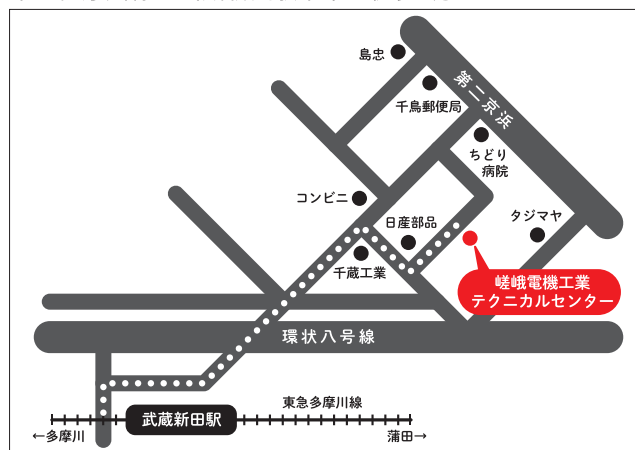 島忠
第二京浜
千鳥郵便局
ちどり
病院
コンビニ
日産部品
タジマヤ
千蔵工業
嵯峨電機工業
テクニカルセンター
環状八号線
武蔵新田駅
東急多摩川線
←多摩川
蒲田→